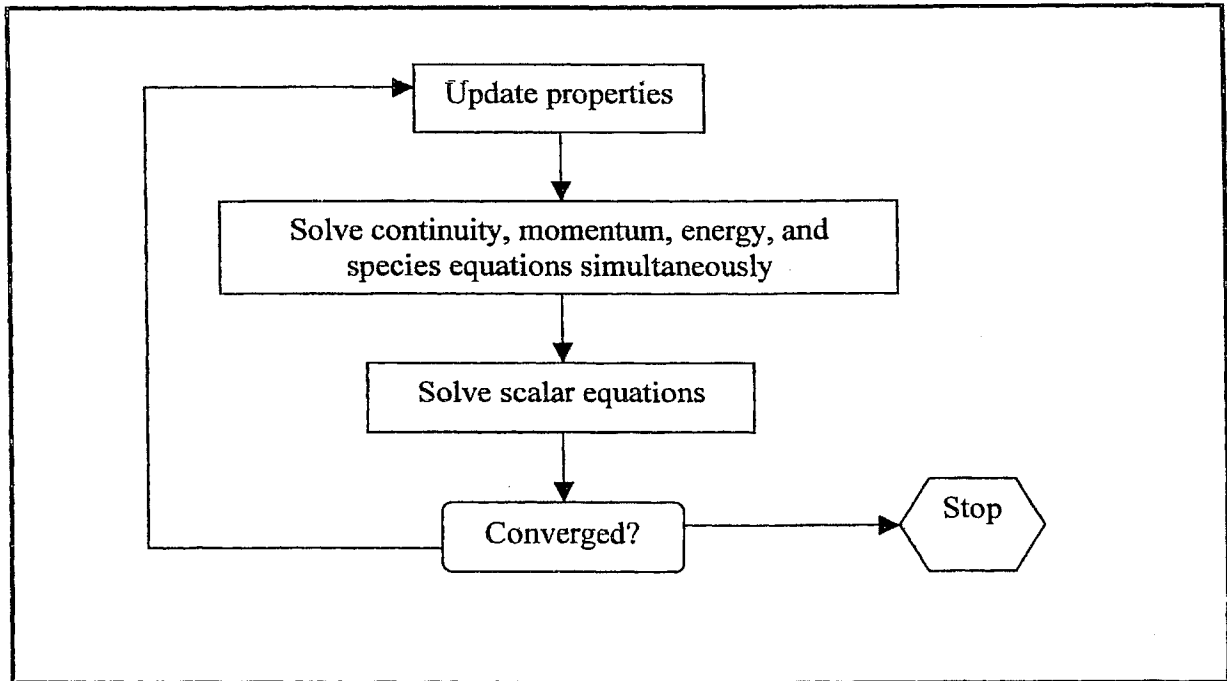 Update properties
Solve continuity, momentum, energy, and
species equations simultaneously
Solve scalar equations
Converged?
Stop